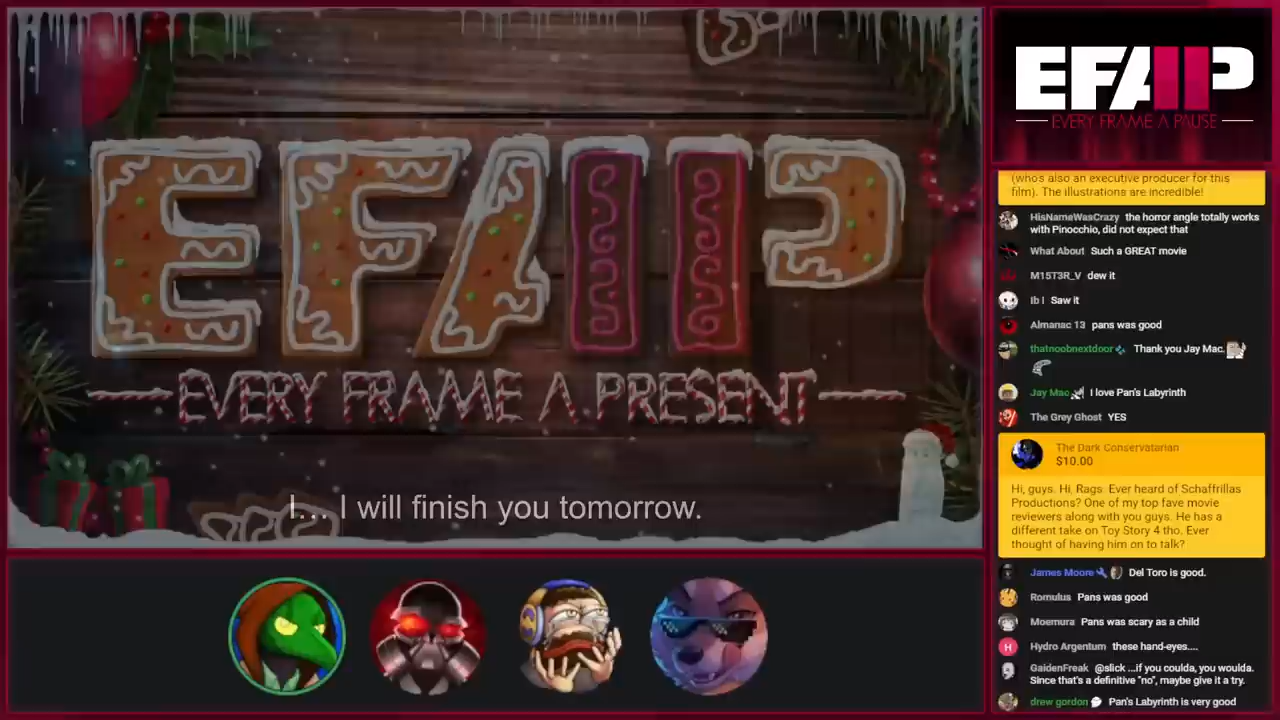 EFAP
EVERY FRAME A PRESENT
I... I will finish you tomorrow.
EFAP
EVERY FRAME A PAUSE
(who's also an executive producer for this
film). The illustrations are incredible!
HisNameWasCrazy the horror angle totally works
with Pinocchio, did not expect that
What About Such a GREAT movie
M15T3R_V dew it
Ib I Saw it
Almanac 13 pans was good
thatnoobnextdoor Thank you Jay Mac.
Jay Mac I love Pan's Labyrinth
The Grey Ghost YES
The Dark Conservatarian
$10.00
Hi, guys. Hi, Rags. Ever heard of Schaffrillas
Productions? One of my top fave movie
reviewers along with you guys. He has a
different take on Toy Story 4 tho. Ever
thought of having him on to talk?
James Moore Del Toro is good.
Romulus Pans was good
Moemura Pans was scary as a child
H Hydro Argentum these hand-eyes....
GaidenFreak @slick ...if you coulda, you woulda.
Since that's a definitive "no", maybe give it a try.
drew gordon Pan's Labyrinth is very good